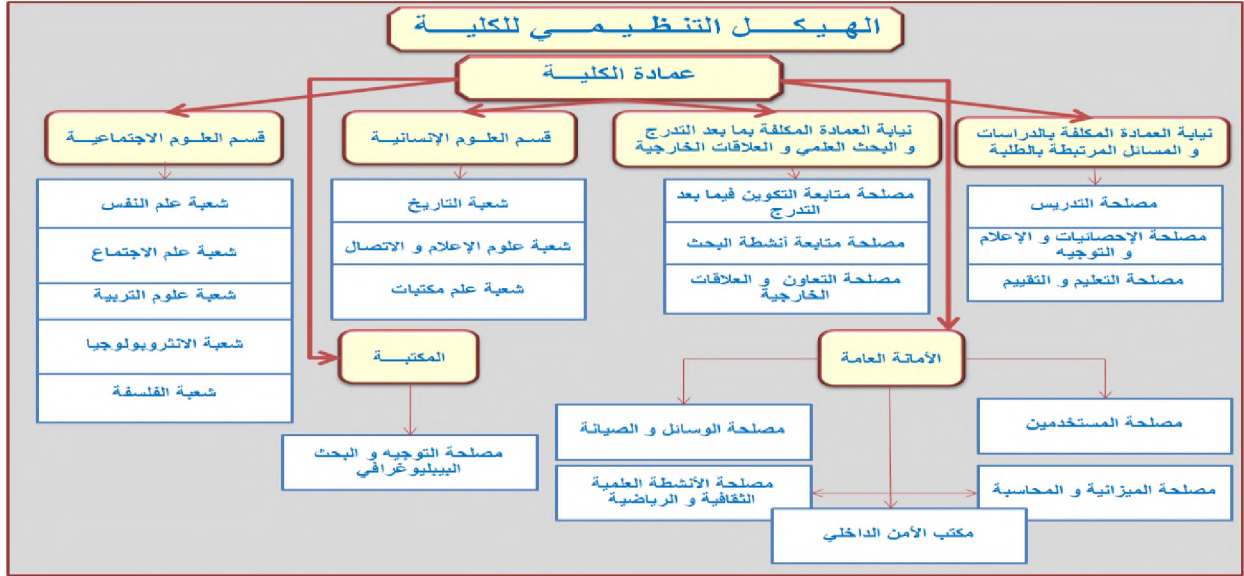 الهيكل التنظيمي للكلية
عمادة الكلية
نيابة العمادة المكلفة بالدراسات
و المسائل المرتبطة بالطلبة
نيابة العمادة المكلفة بما بعد التدرج
و البحث العلمي و العلاقات الخارجية
قسم العلوم الإنسانية
قسم العلوم الاجتماعية
مصلحة التدريس
مصلحة الإحصائيات و الإعلام
و التوجيه
مصلحة التعليم و التقييم
مصلحة متابعة التكوين فيما بعد
التدرج
مصلحة متابعة أنشطة البحث
مصلحة التعاون و العلاقات
الخارجية
شعبة التاريخ
شعبة علوم الإعلام و الاتصال
شعبة علم مكتبات
شعبة علم النفس
شعبة علم الاجتماع
شعبة علوم التربية
شعبة الانثروبولوجيا
شعبة الفلسفة
الأمانة العامة
المكتبة
مصلحة المستخدمين
مصلحة الوسائل و الصيانة
مصلحة الميزانية و المحاسبة
مصلحة الأنشطة العلمية
الثقافية و الرياضية
مكتب الأمن الداخلي
مصلحة التوجيه و البحث
البيبليوغرافي